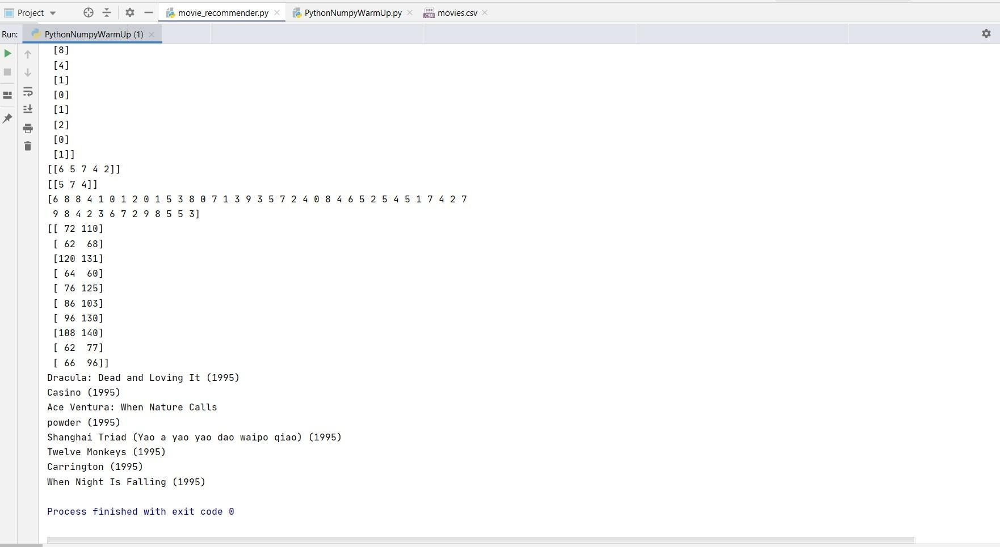 Project
movie_recommender.py
PythonNumpyWarmUp.py
movies.csv
Run:
PythonNumpyWarmUp (1)
[8]
[4]
[1]
[0]
[1]
[2]
[0]
[1]]
[[6 5 7 4 2]]
[[5 7 4]]
[6 8 8 4 1 0 1 2 0 1 5 3 8 0 7 1 3 9 3 5 7 2 4 0 8 4 6 5 2 5 4 5 1 7 4 2 7
9 8 4 2 3 6 7 2 9 8 5 5 3]
[[ 72 110]
[ 62  68]
[120 131]
[ 64  60]
[ 76 125]
[ 86 103]
[ 96 130]
[108 140]
[ 62  77]
[ 66  96]]
Dracula: Dead and Loving It (1995)
Casino (1995)
Ace Ventura: When Nature Calls
powder (1995)
Shanghai Triad (Yao a yao yao dao waipo qiao) (1995)
Twelve Monkeys (1995)
Carrington (1995)
When Night Is Falling (1995)
Process finished with exit code 0